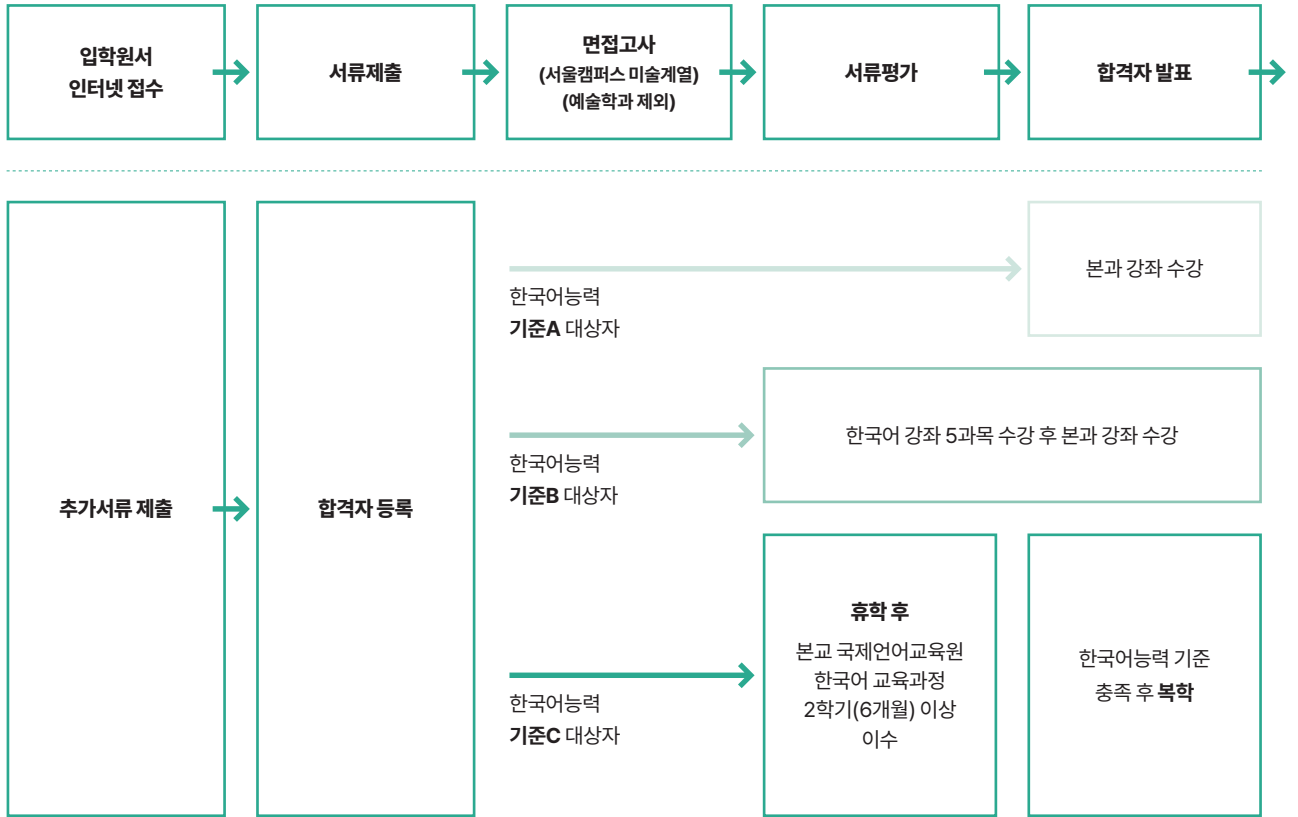 입학원서
인터넷 접수
서류제출
면접고사
(서울캠퍼스 미술계열)
(예술학과 제외)
서류평가
합격자 발표
추가서류 제출
합격자 등록
한국어능력
기준A 대상자
본과 강좌 수강
한국어능력
기준B 대상자
한국어 강좌 5과목 수강 후 본과 강좌 수강
한국어능력
기준C 대상자
휴학 후
본교 국제언어교육원
한국어 교육과정
2학기(6개월) 이상
이수
한국어능력 기준
충족 후 복학